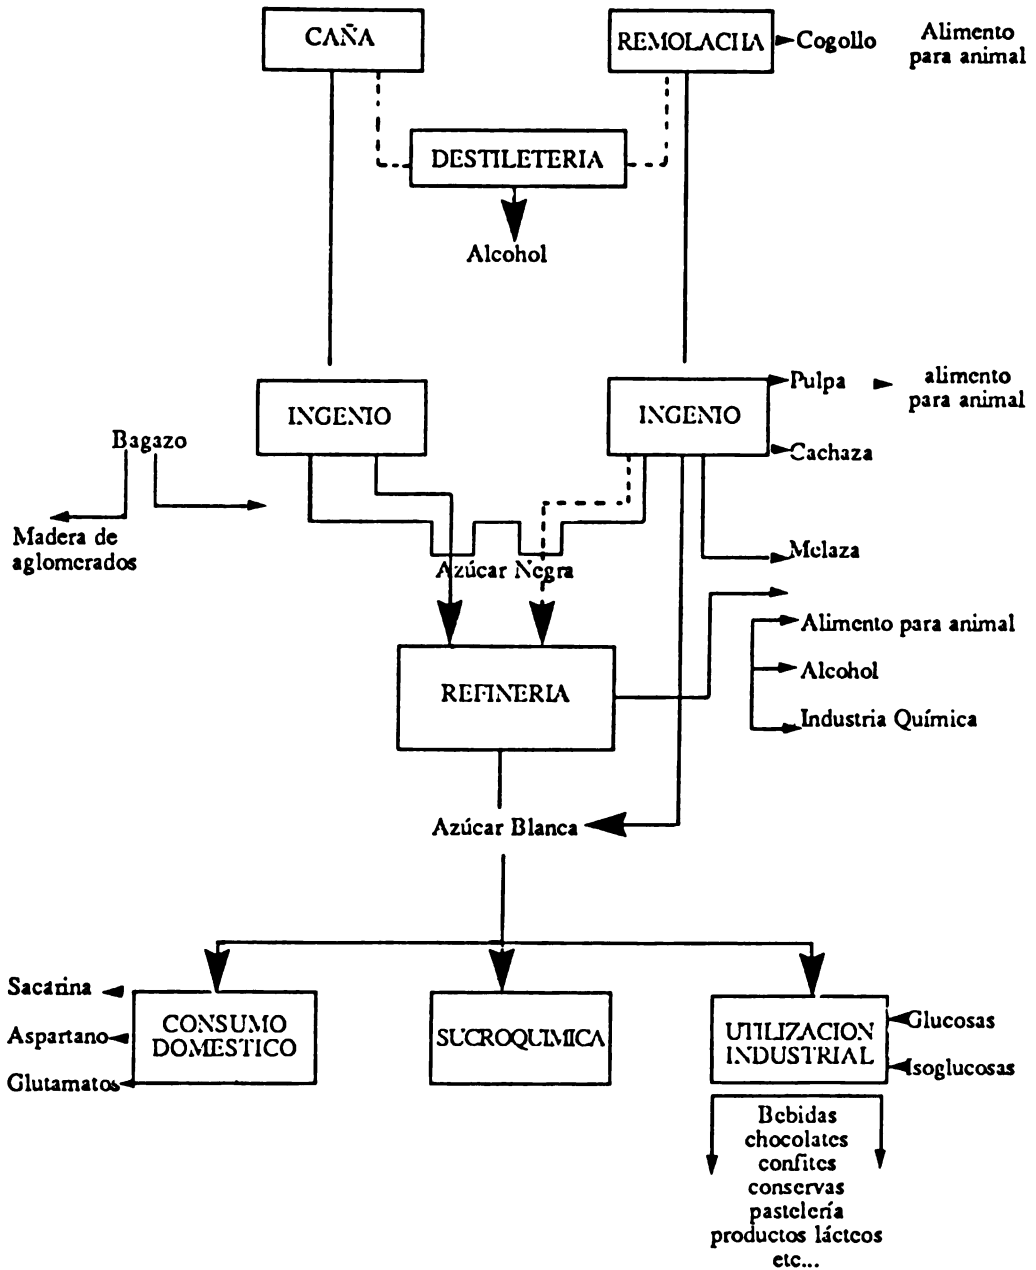 CAÑA
REMOLACHA
Cogollo
Alimento
para animal
DESTILETERIA
Alcohol
INGENIO
INGENIO
Pulpa
alimento
para animal
Bagazo
Cachaza
Madera de
aglomerados
Melaza
Azúcar Negra
Alimento para animal
REFINERIA
Alcohol
Industria Química
Azúcar Blanca
Sacarina
Aspartano
Glutamatos
CONSUMO
DOMESTICO
SUCROQUIMICA
UTILIZACION
INDUSTRIAL
Glucosas
Isoglucosas
Bebidas
chocolates
confites
conservas
pastelería
productos lácteos
etc...